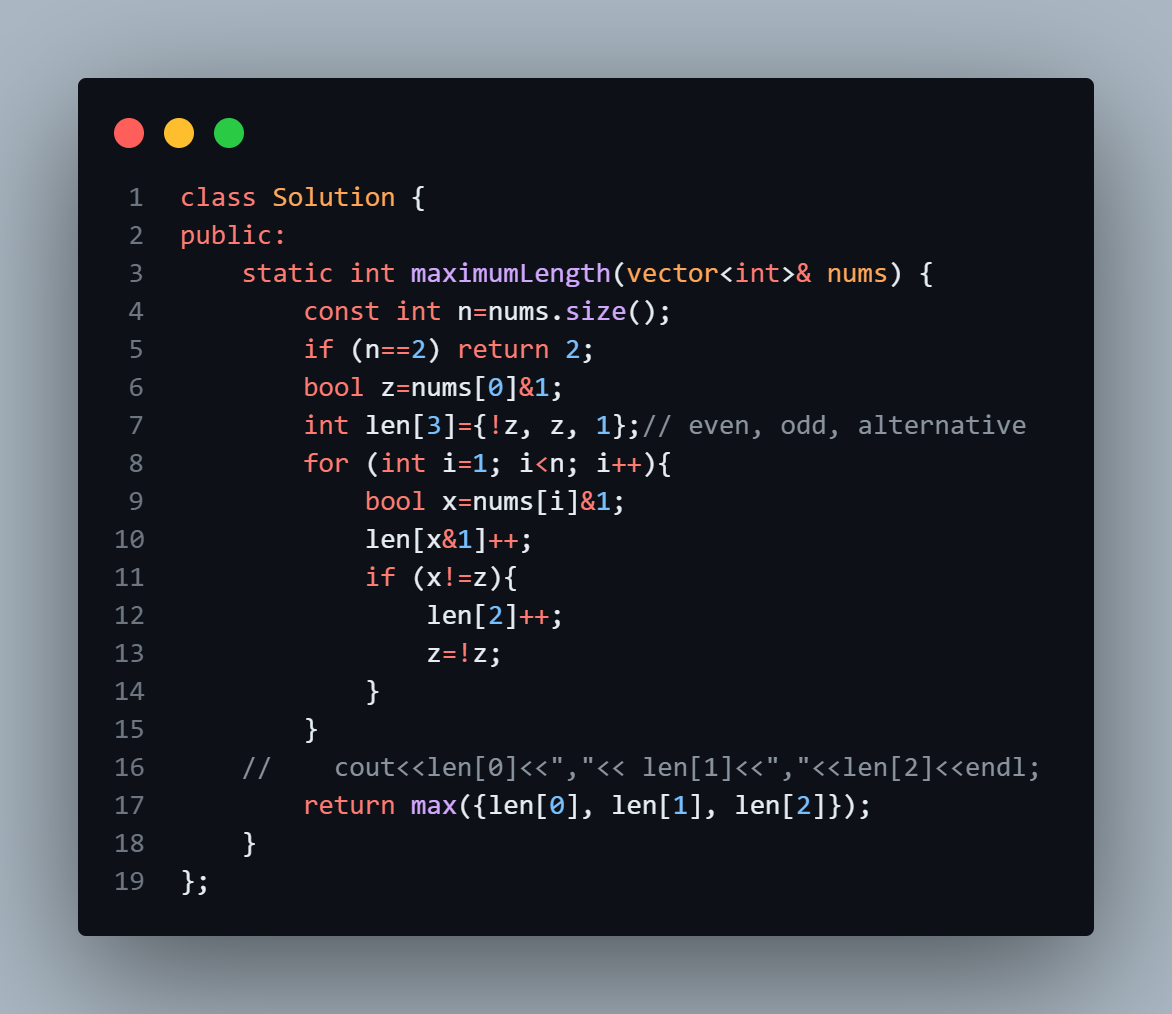 1 class Solution {
2 public:
3     static int maximumLength(vector<int>& nums) {
4         const int n=nums.size();
5         if (n==2) return 2;
6         bool z=nums[0]&1;
7         int len[3]={!z, z, 1};// even, odd, alternative
8         for (int i=1; i<n; i++){
9             bool x=nums[i]&1;
10             len[x&1]++;
11             if (x!=z){
12                 len[2]++;
13                 z=!z;
14             }
15         }
16     //    cout<<len[0]<<","<< len[1]<<","<<len[2]<<endl;
17         return max({len[0], len[1], len[2]});
18     }
19 };